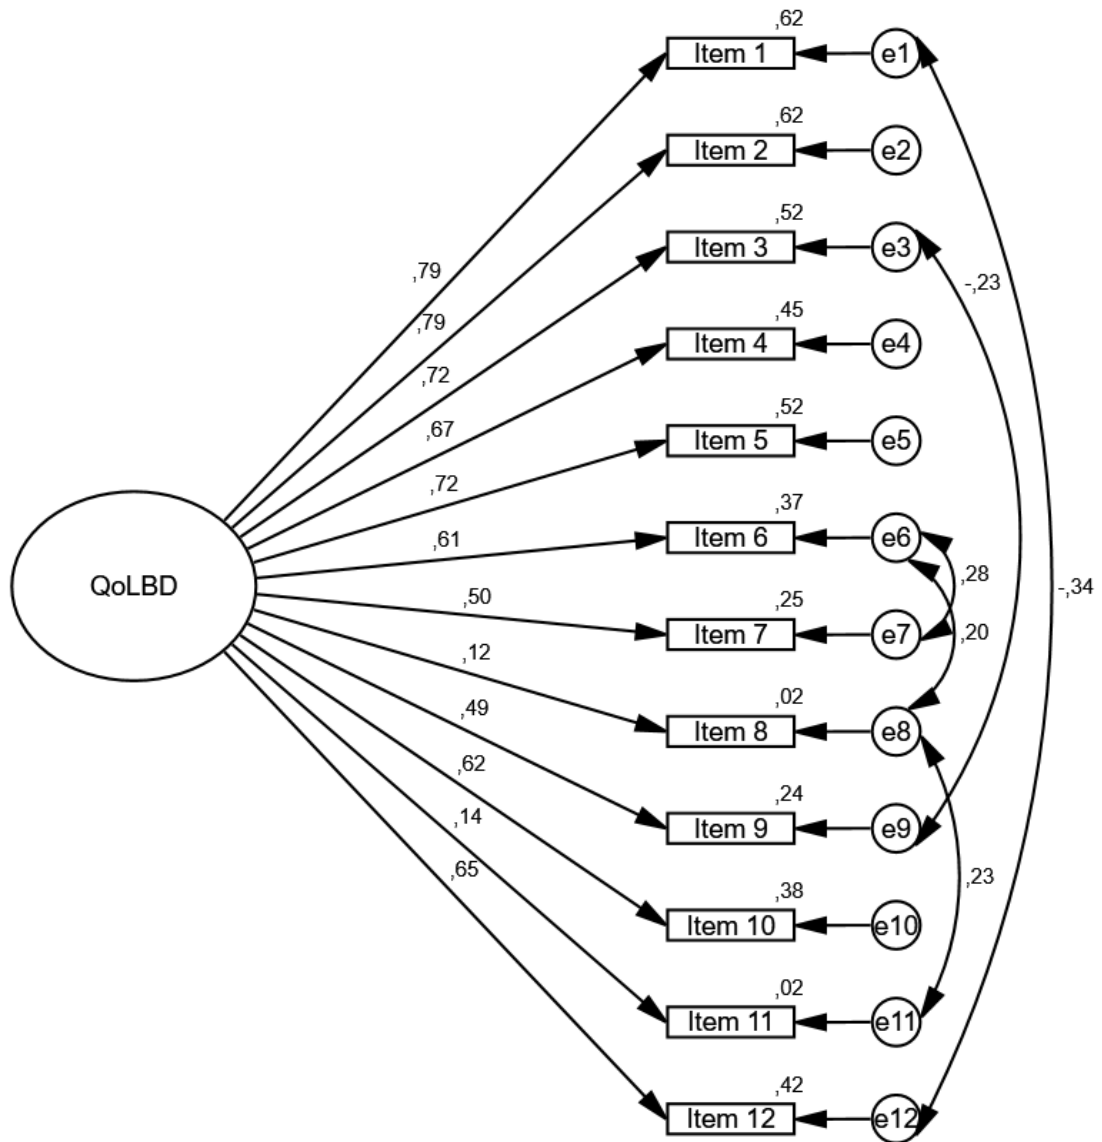 ,62
Item 1
e1
,62
Item 2
e2
,52
Item 3
e3
-,23
,79
,79
,45
Item 4
e4
,72
,67
,52
Item 5
e5
,72
,37
Item 6
e6
,61
,28
QoLBD
-,34
,50
,25
Item 7
e7
,20
,12
,02
Item 8
e8
,49
,62
,24
Item 9
e9
,14
,65
,23
,38
Item 10
e10
,02
Item 11
e11
,42
Item 12
e12